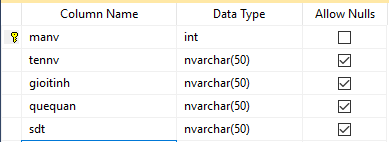 Column Name Data Type Allow Nulls
manv int
tennv nvarchar(50)
gioitinh nvarchar(50)
quequan nvarchar(50)
sdt nvarchar(50)